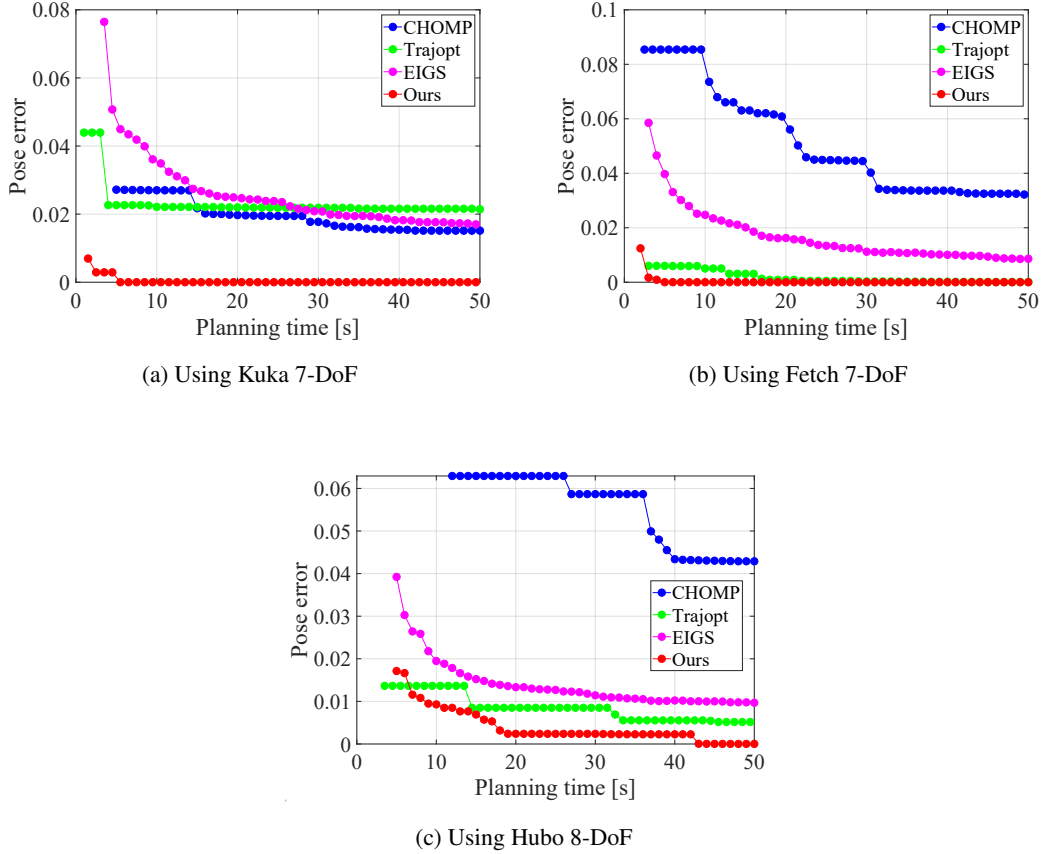 0.08
0.06
0.04
0.02
0
Pose error
CHOMP
Trajopt
EIGS
Ours
0 10 20 30 40 50
Planning time [s]
(a) Using Kuka 7-DoF
0.1
0.08
0.06
0.04
0.02
0
Pose error
CHOMP
Trajopt
EIGS
Ours
0 10 20 30 40 50
Planning time [s]
(b) Using Fetch 7-DoF
0.06
0.05
0.04
0.03
0.02
0.01
0
Pose error
CHOMP
Trajopt
EIGS
Ours
0 10 20 30 40 50
Planning time [s]
(c) Using Hubo 8-DoF